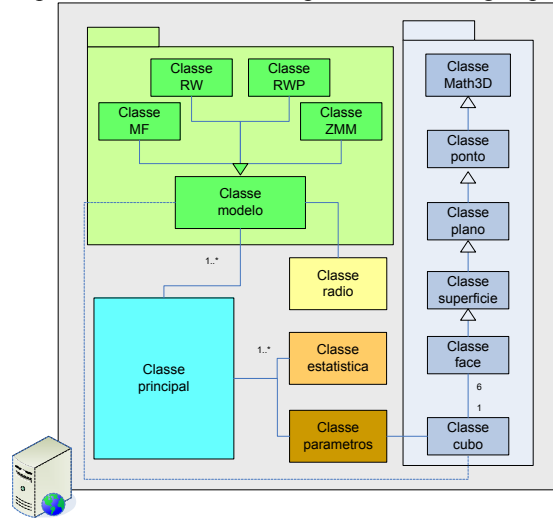 Classe
RW
Classe
RWP
Classe
MF
Classe
ZMM
Classe
modelo
Classe
Math3D
Classe
ponto
Classe
plano
Classe
superficie
Classe
face
6
1
Classe
cubo
1..*
Classe
radio
Classe
principal
1..*
Classe
estatistica
Classe
parametros